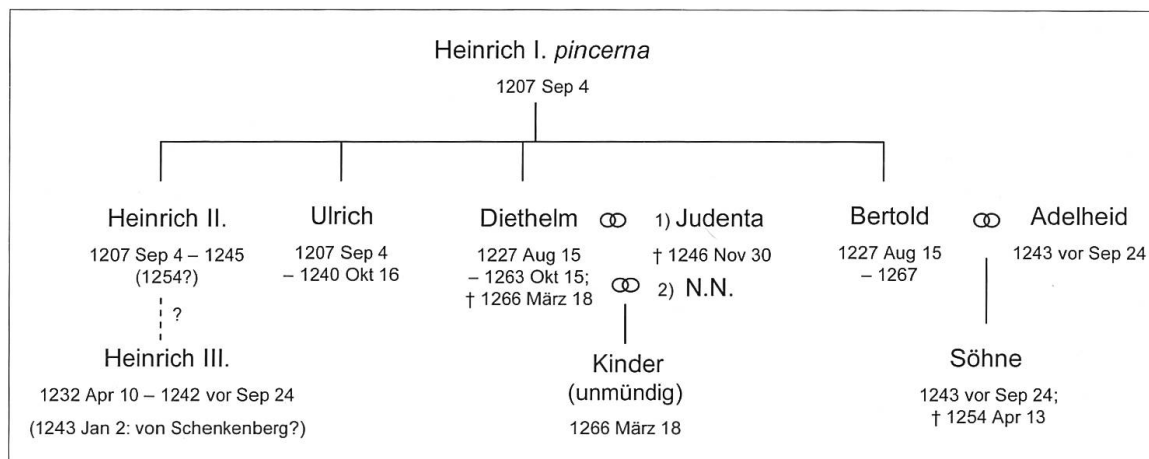 Heinrich I. pincerna
1207 Sep 4
Heinrich II.
1207 Sep 4 – 1245
(1254?)
Ulrich
1207 Sep 4
– 1240 Okt 16
Diethelm
1227 Aug 15
– 1263 Okt 15;
† 1266 März 18
1) Judenta
† 1246 Nov 30
2) N.N.
Bertold
1227 Aug 15
– 1267
Adelheid
1243 vor Sep 24
?
Heinrich III.
1232 Apr 10 – 1242 vor Sep 24
(1243 Jan 2: von Schenkenberg?)
Kinder
(unmündig)
1266 März 18
Söhne
1243 vor Sep 24;
† 1254 Apr 13